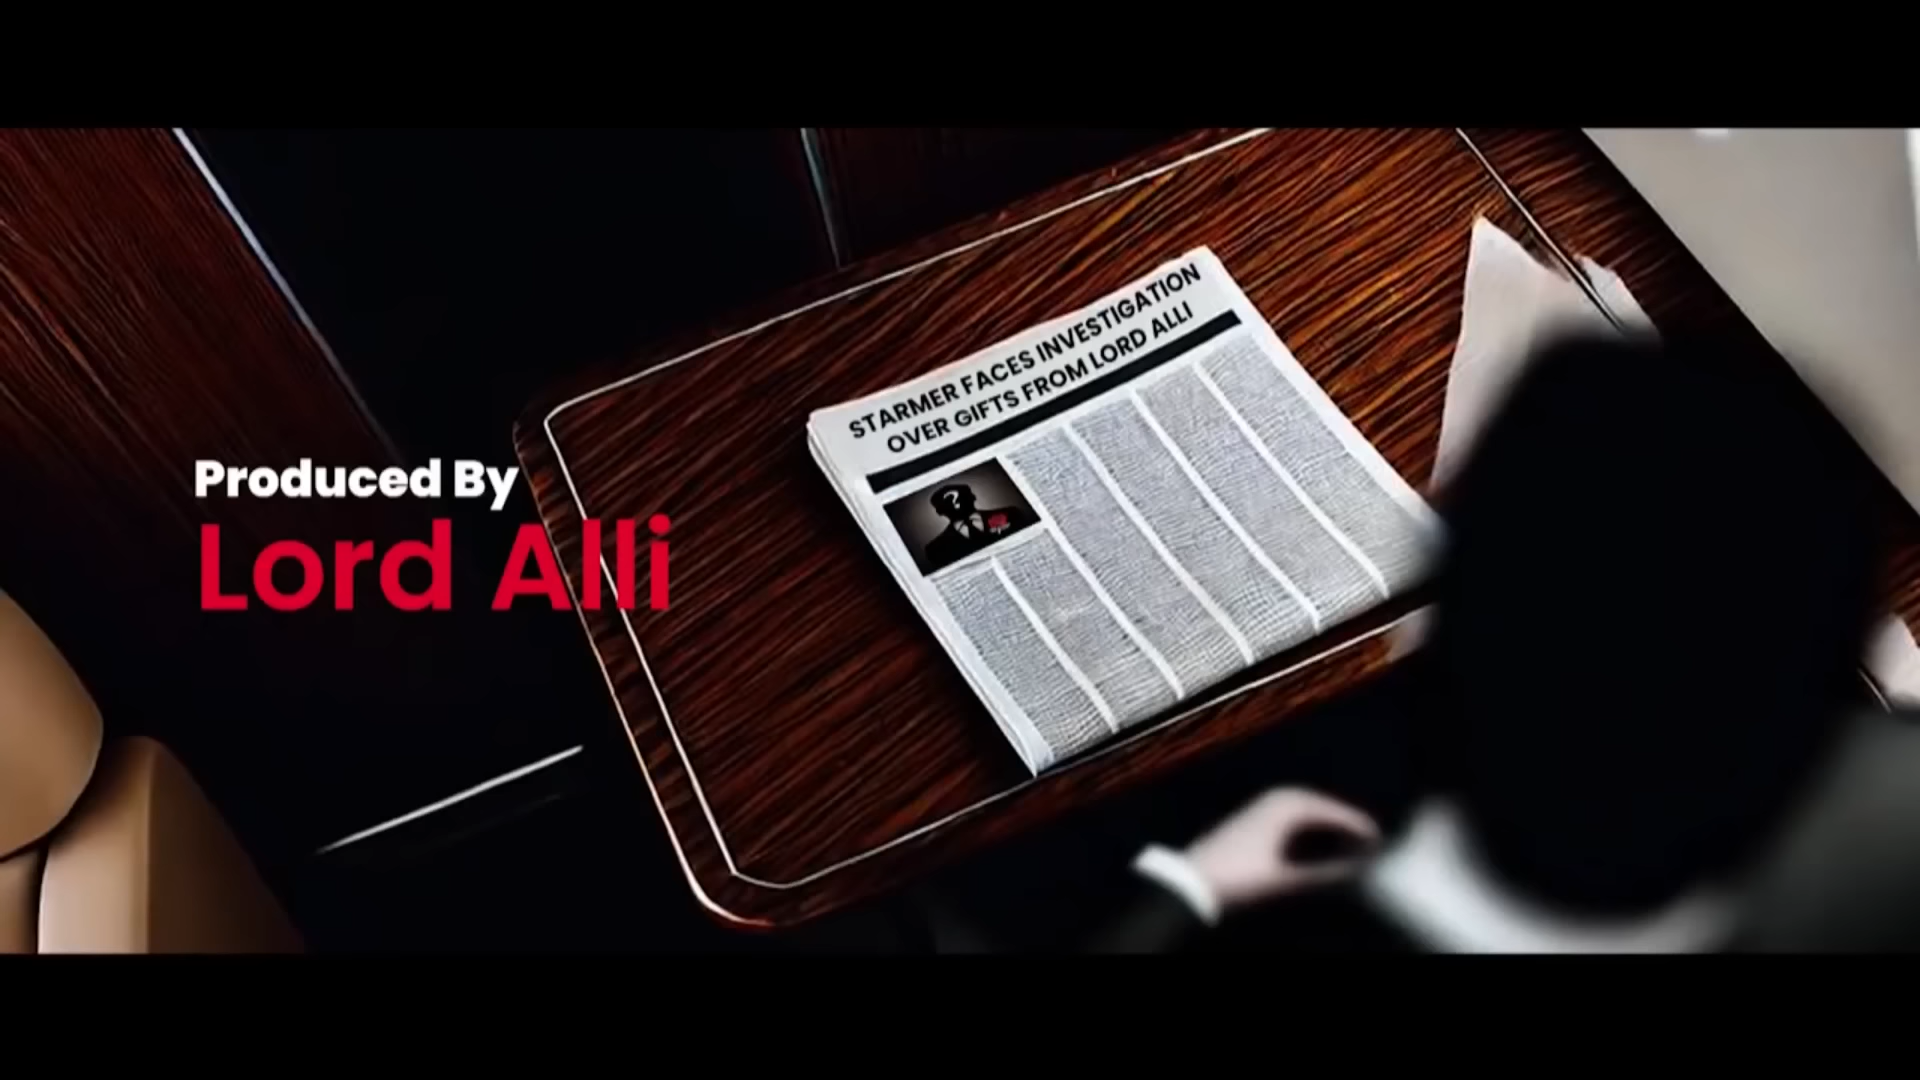 Produced By
Lord Alli
STARMER FACES INVESTIGATION
OVER GIFTS FROM LORD ALLI
?